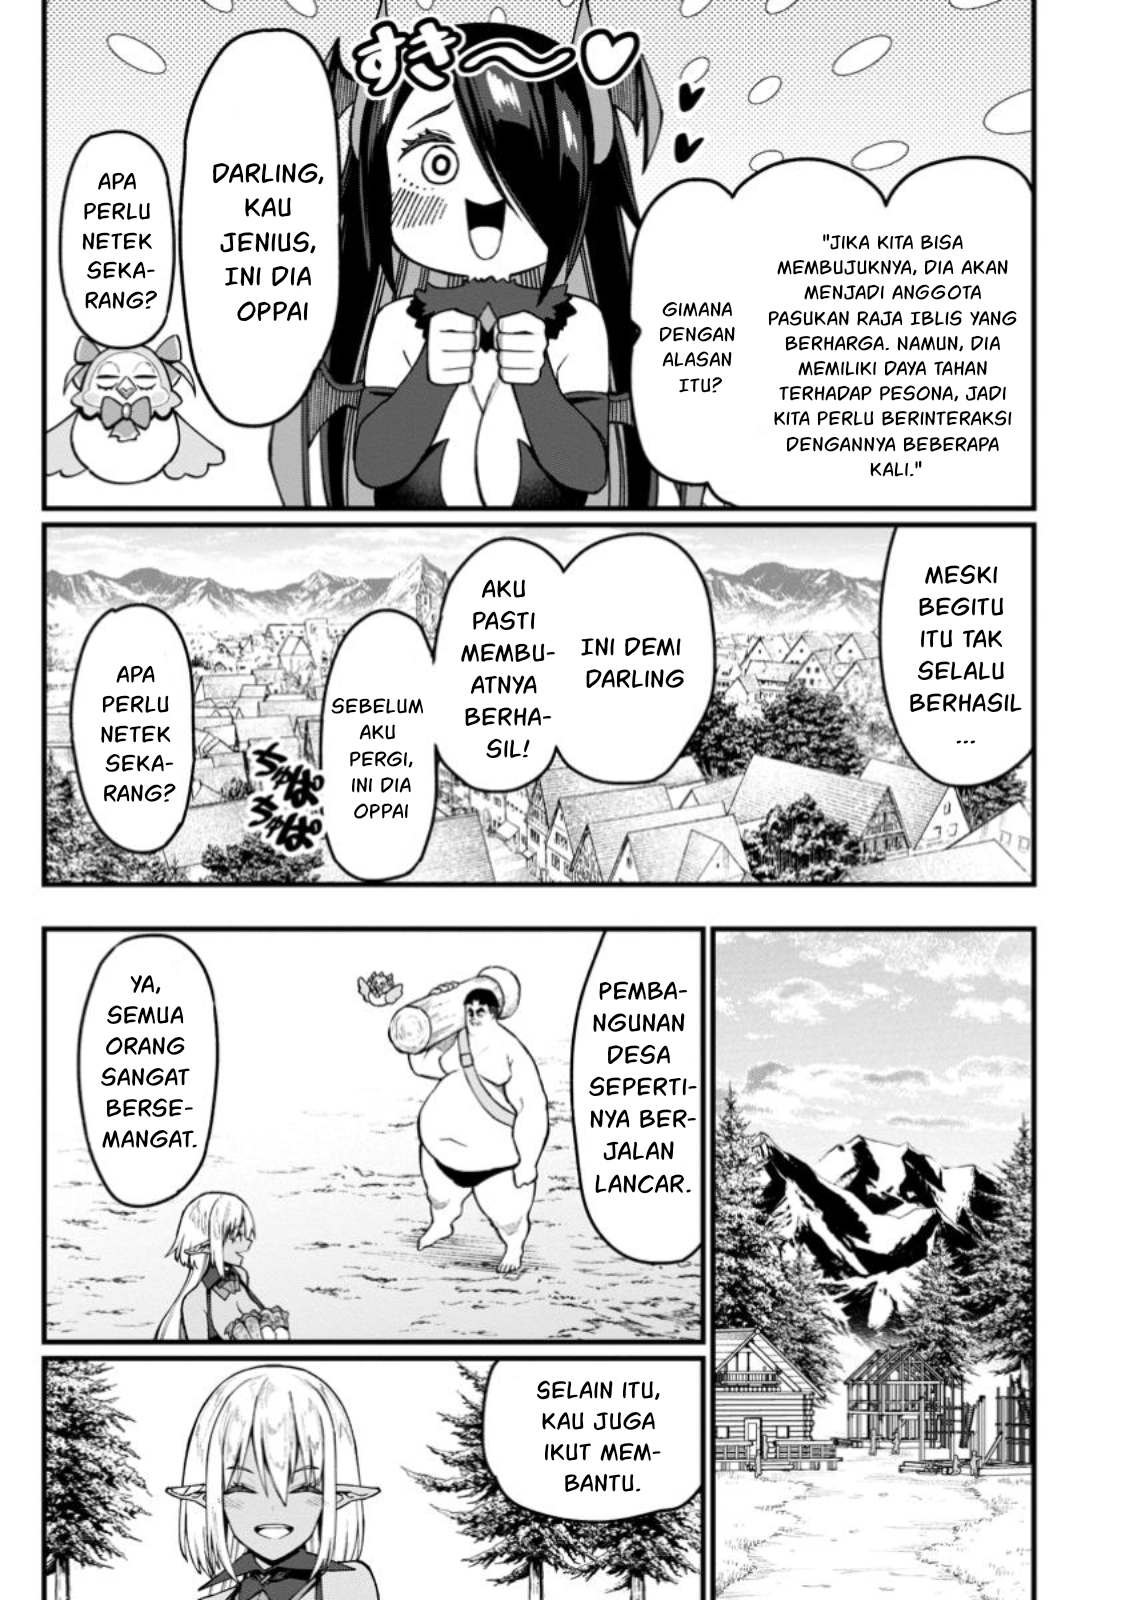 すき～♡
"JIKA KITA BISA
MEMBUJUKNYA, DIA AKAN
MENJADI ANGGOTA
PASUKAN RAJA IBLIS YANG
BERHARGA. NAMUN, DIA
MEMILIKI DAYA TAHAN
TERHADAP PESONA, JADI
KITA PERLU BERINTERAKSI
DENGANNYA BEBERAPA
KALI."
GIMANA
DENGAN
ALASAN
ITU?
DARLING,
KAU
JENIUS,
INI DIA
OPPAI
APA
PERLU
NETEK
SEKA-
RANG?
MESKI
BEGITU
ITU TAK
SELALU
BERHASIL
...
INI DEMI
DARLING
AKU
PASTI
MEMBU-
ATNYA
BERHA-
SIL!
SEBELUM
AKU
PERGI,
INI DIA
OPPAI
ちゅぱ
ちゅぱ
APA
PERLU
NETEK
SEKA-
RANG?
PEMBA-
NGUNAN
DESA
SEPERTI-
NYA BER-
JALAN
LANCAR.
YA,
SEMUA
ORANG
SANGAT
BERSE-
MANGAT.
SELAIN ITU,
KAU JUGA
IKUT MEM-
BANTU.